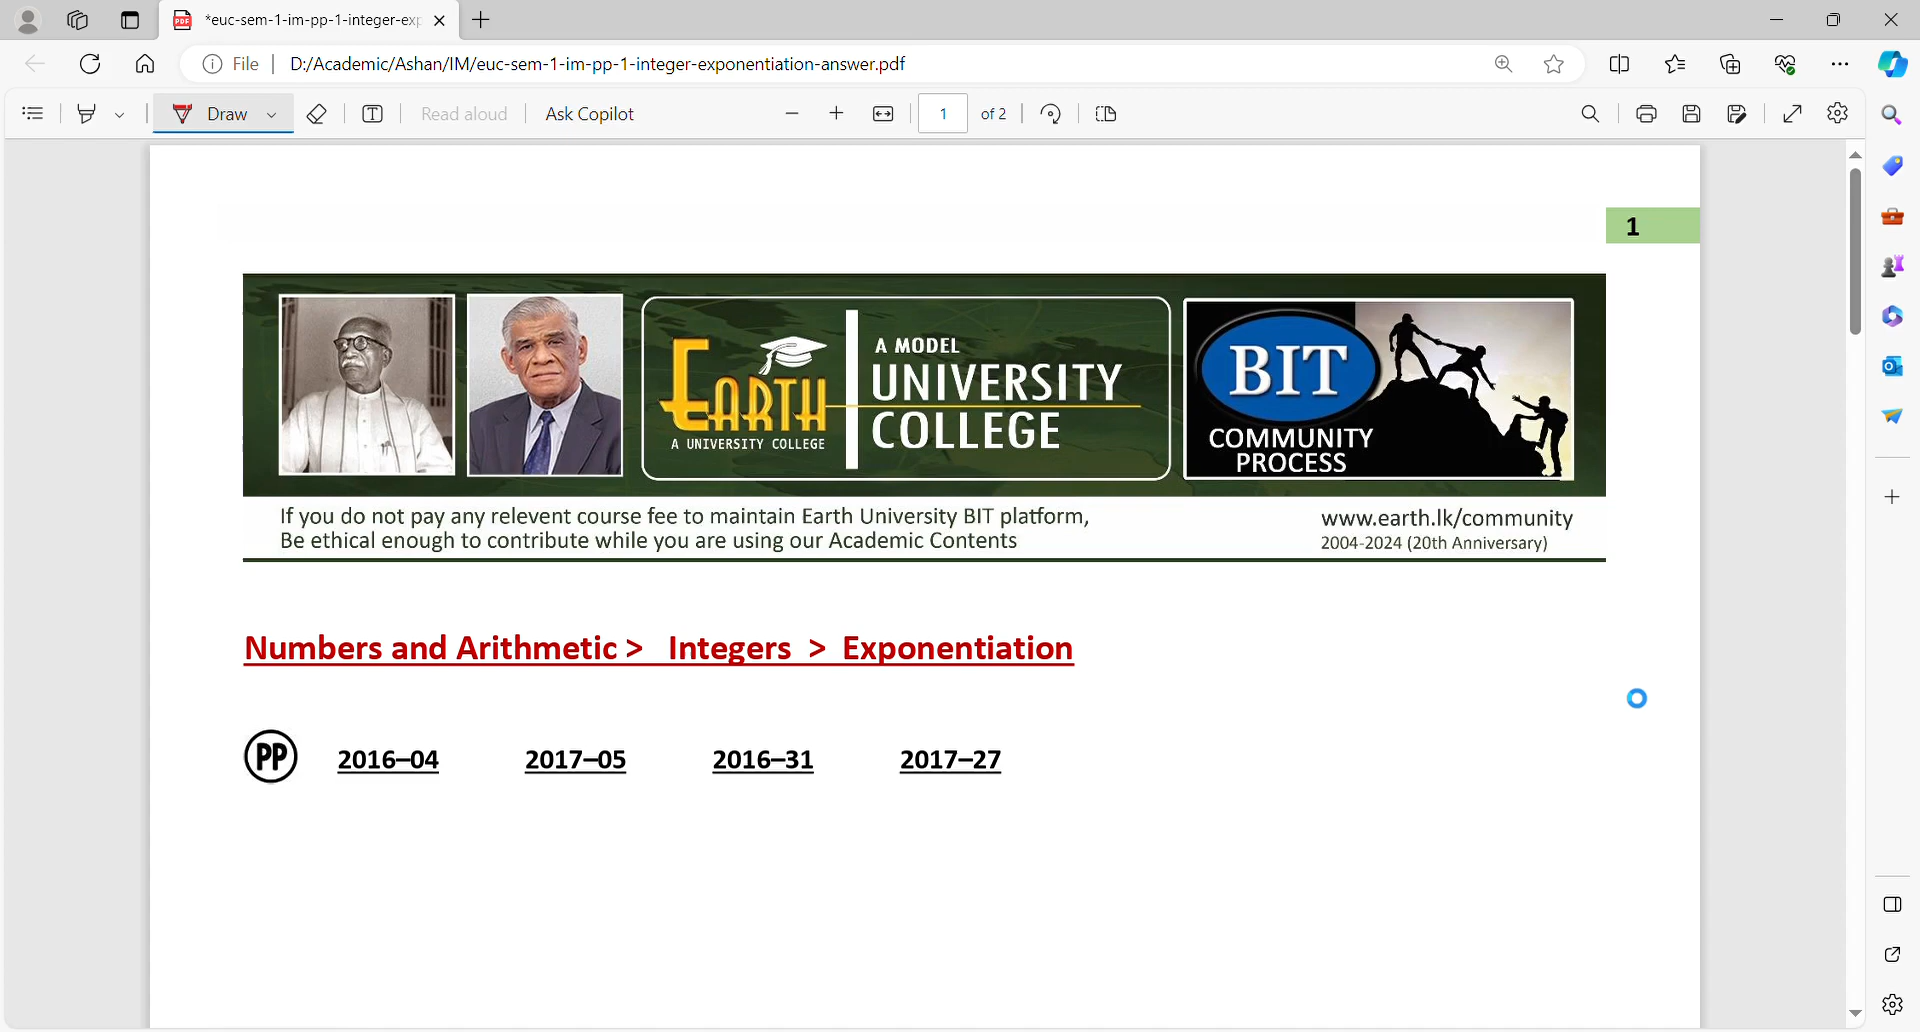 *euc-sem-1-im-pp-1-integer-exp
File
D:/Academic/Ashan/IM/euc-sem-1-im-pp-1-integer-exponentiation-answer.pdf
Draw
Read aloud
Ask Copilot
1
of 2
1
EARTH
A UNIVERSITY COLLEGE
A MODEL
UNIVERSITY
COLLEGE
BIT
COMMUNITY
PROCESS
If you do not pay any relevent course fee to maintain Earth University BIT platform,
Be ethical enough to contribute while you are using our Academic Contents
www.earth.lk/community
2004-2024 (20th Anniversary)
Numbers and Arithmetic > Integers > Exponentiation
PP 2016–04 2017–05 2016–31 2017–27